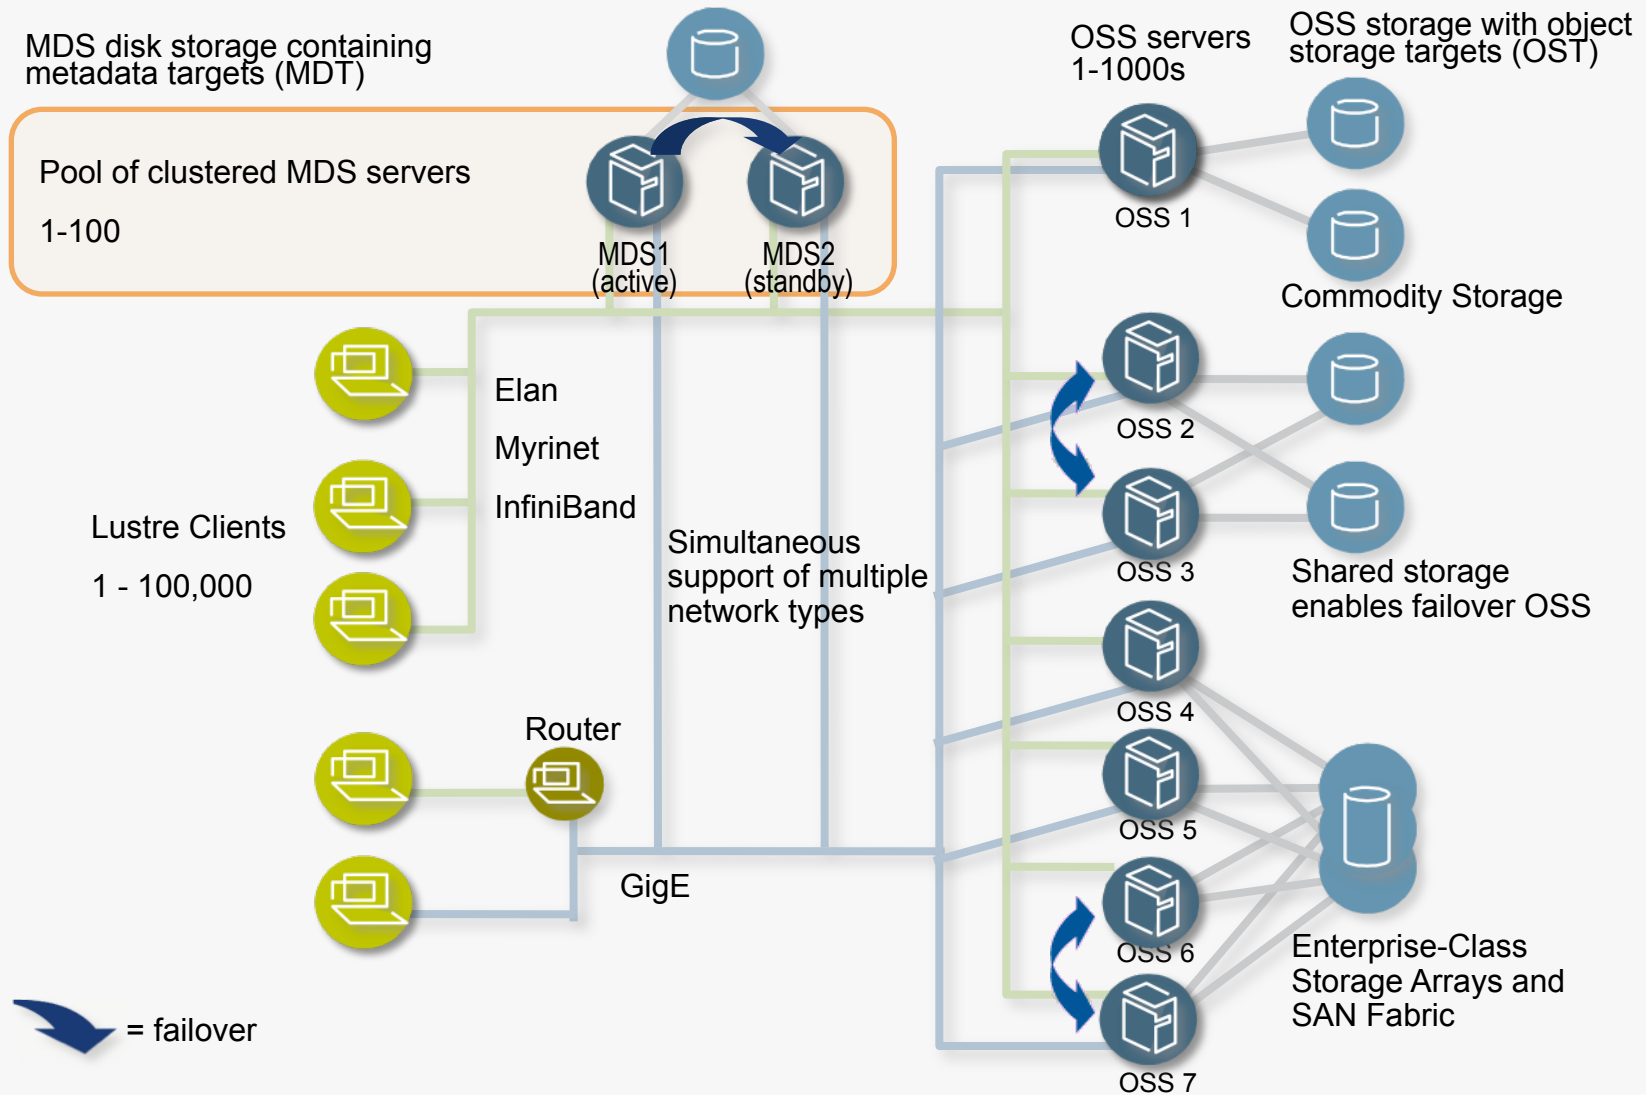 MDS disk storage containing
metadata targets (MDT)
OSS servers
1-1000s
OSS storage with object
storage targets (OST)
Pool of clustered MDS servers
1-100
MDS1
(active)
MDS2
(standby)
OSS 1
Commodity Storage
Elan
Myrinet
InfiniBand
OSS 2
Lustre Clients
1 - 100,000
Simultaneous
support of multiple
network types
OSS 3
Shared storage
enables failover OSS
OSS 4
Router
OSS 5
GigE
OSS 6
Enterprise-Class
Storage Arrays and
SAN Fabric
= failover
OSS 7